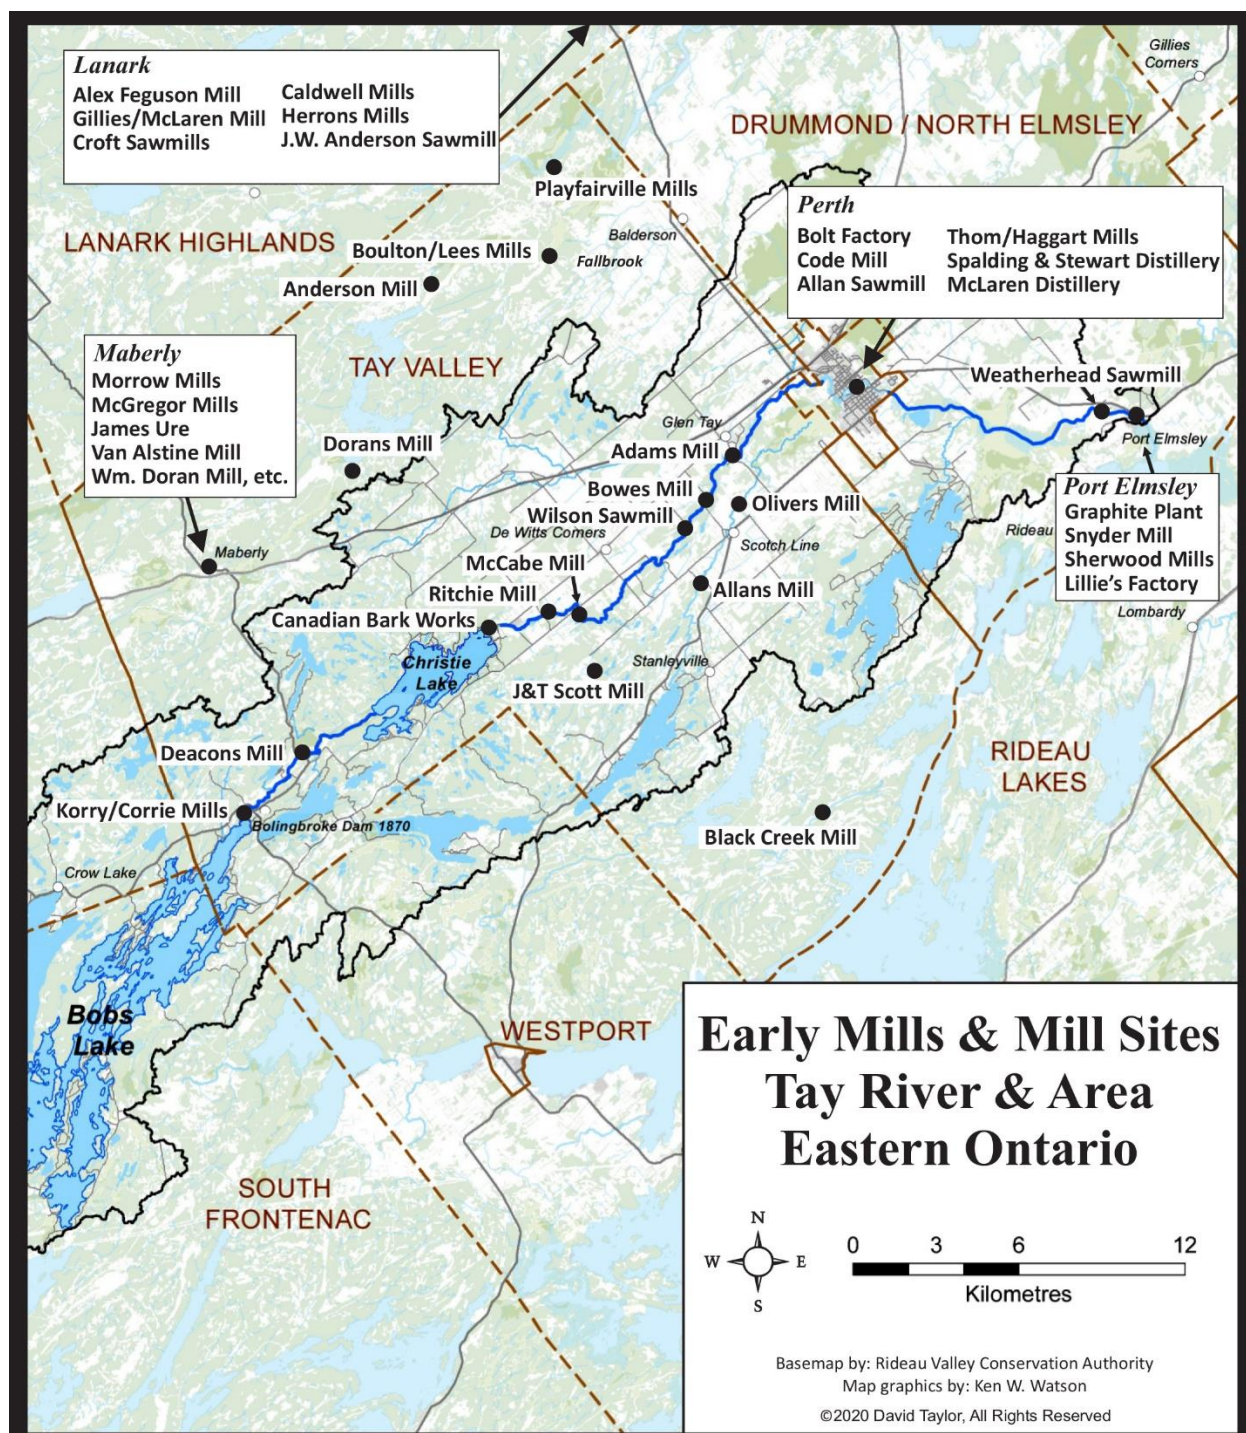 Lanark
Alex Feguson Mill
Gillies/McLaren Mill
Croft Sawmills
Caldwell Mills
Herrons Mills
J.W. Anderson Sawmill
Gillies
Corners
DRUMMOND / NORTH ELMSLEY
Playfairville Mills
Perth
Bolt Factory
Code Mill
Allan Sawmill
Thom/Haggart Mills
Spalding & Stewart Distillery
McLaren Distillery
LANARK HIGHLANDS
Balderson
Boulton/Lees Mills
Fallbrook
Anderson Mill
Maberly
Morrow Mills
McGregor Mills
James Ure
Van Alstine Mill
Wm. Doran Mill, etc.
TAY VALLEY
Weatherhead Sawmill
Glen Tay
Port Elmsley
Dorans Mill
Adams Mill
Bowes Mill
Olivers Mill
Port Elmsley
Graphite Plant
Snyder Mill
Sherwood Mills
Lillie's Factory
Wilson Sawmill
De Witts Corners
Scotch Line
Rideau
Maberly
McCabe Mill
Ritchie Mill
Allans Mill
Lombardy
Canadian Bark Works
Christie
Lake
Stanleyville
J&T Scott Mill
Deacons Mill
RIDEAU
LAKES
Korry/Corrie Mills
Bolingbroke Dam 1870
Black Creek Mill
Crow Lake
Bobs
Lake
WESTPORT
Early Mills & Mill Sites
Tay River & Area
Eastern Ontario
SOUTH
FRONTENAC
N
W
E
S
0 3 6 12
Kilometres
Basemap by: Rideau Valley Conservation Authority
Map graphics by: Ken W. Watson
©2020 David Taylor, All Rights Reserved